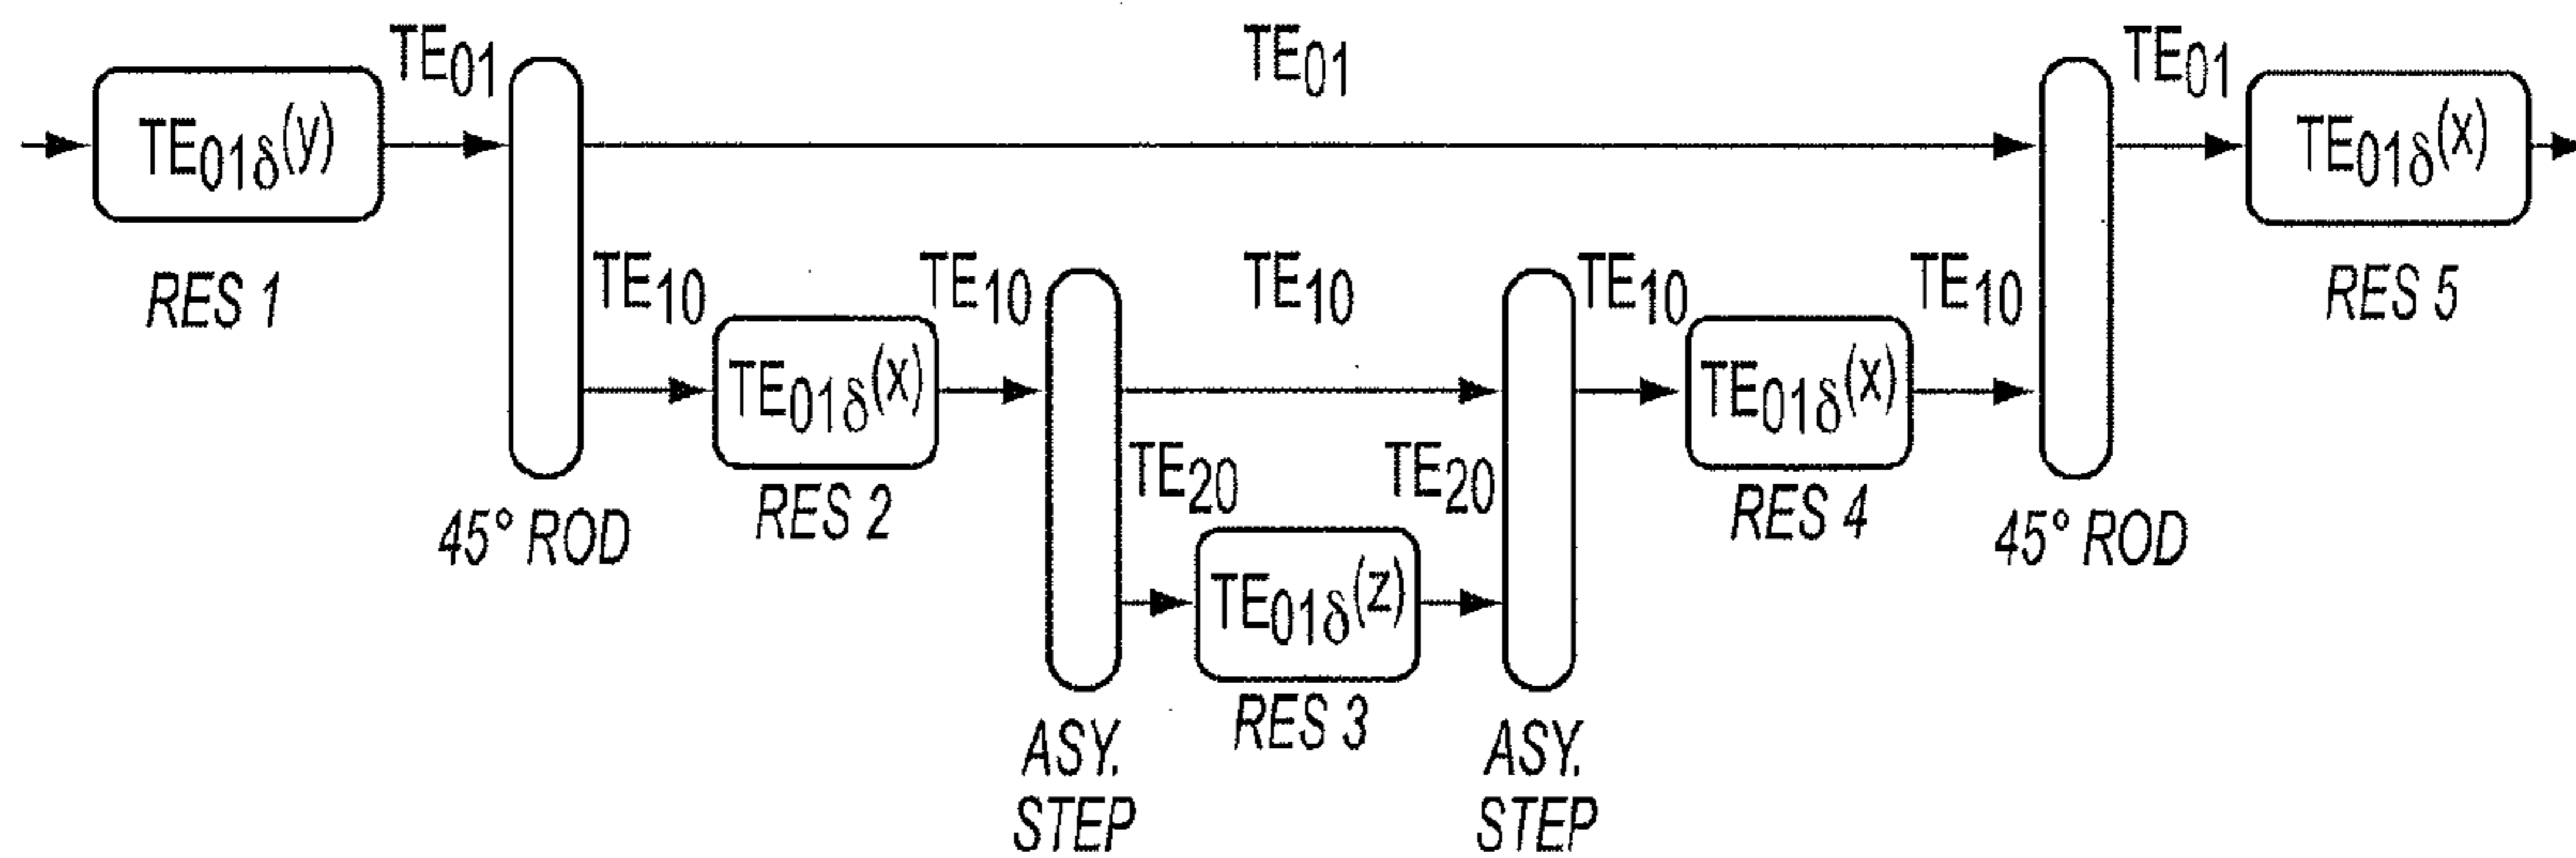 TE01 TE01 TE01
TE01δ(y) TE01δ(x)
RES 1 TE10 TE10 TE10 TE10 TE10 RES 5
TE01δ(x) TE01δ(x)
RES 2 TE20 TE20 RES 4
45° ROD 45° ROD
TE01δ(z)
RES 3
ASY. ASY.
STEP STEP